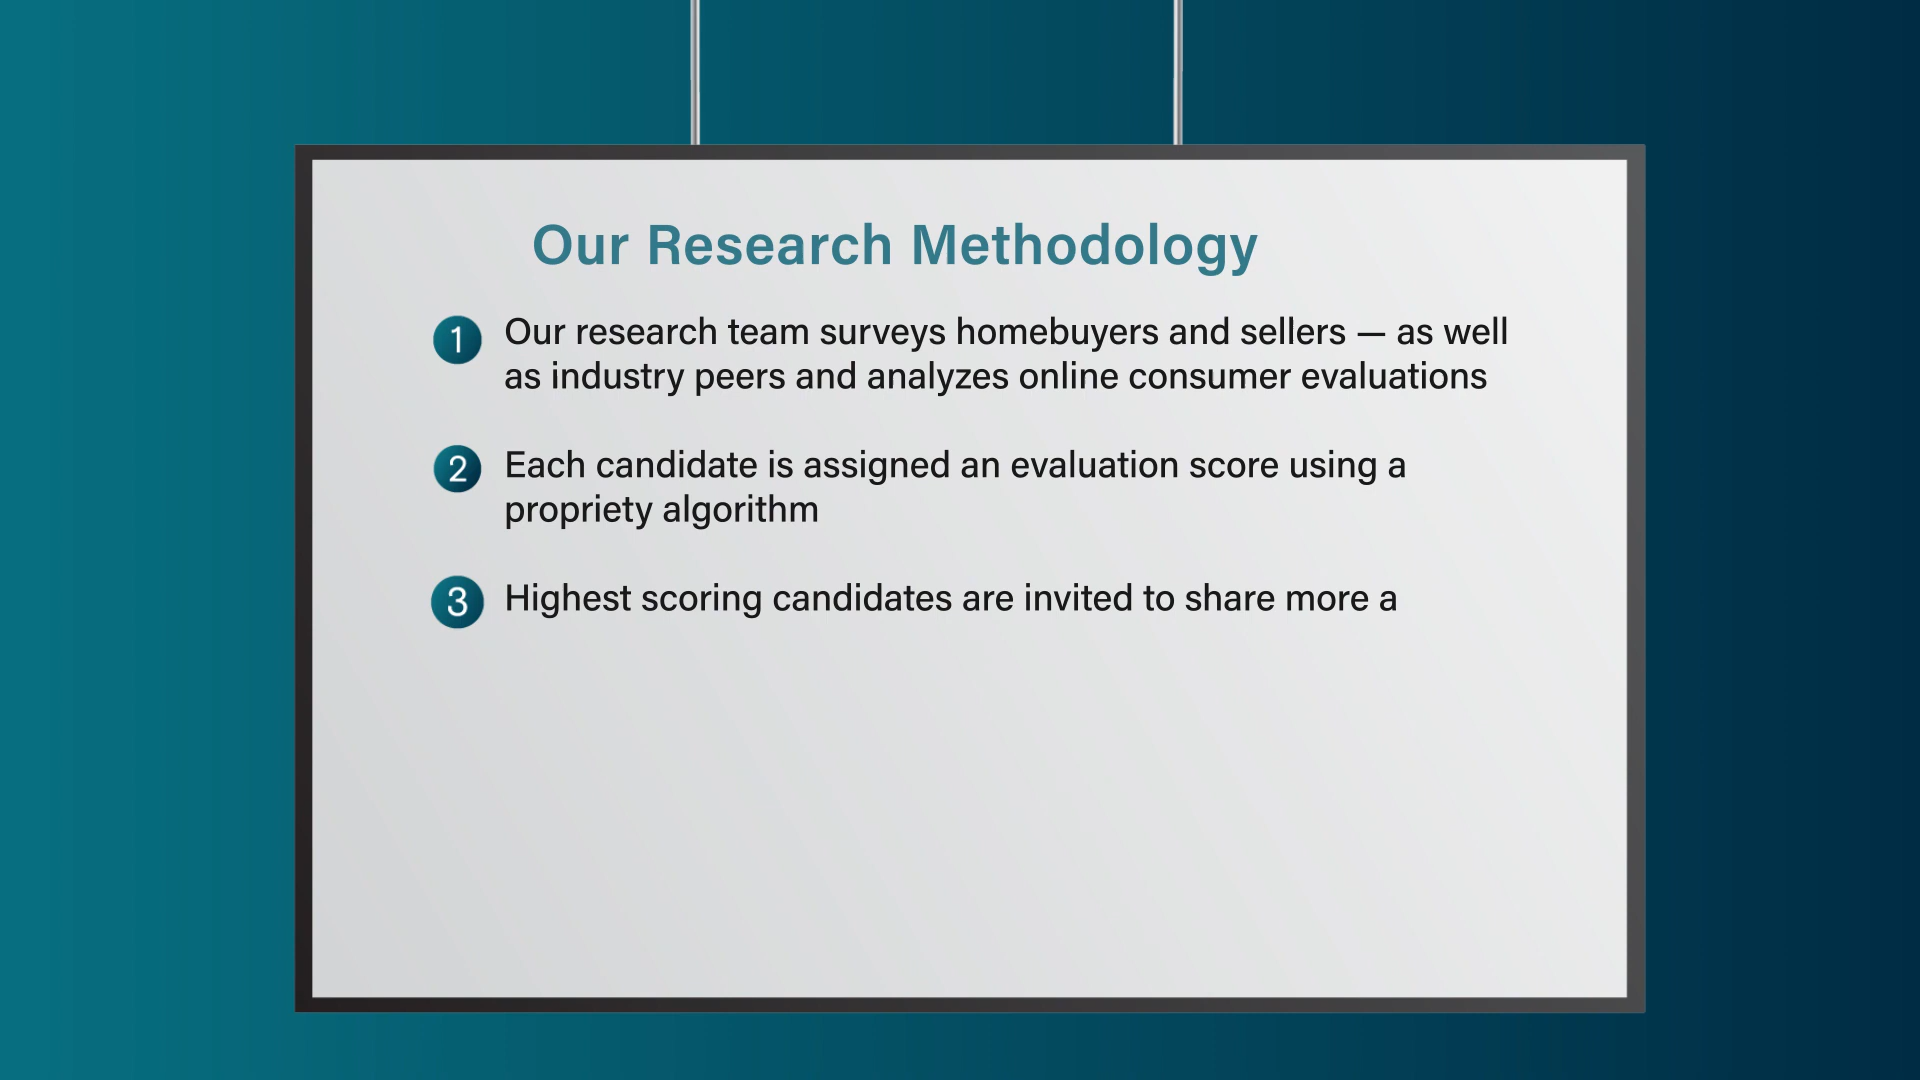 Our Research Methodology
1 Our research team surveys homebuyers and sellers — as well
as industry peers and analyzes online consumer evaluations
2 Each candidate is assigned an evaluation score using a
propriety algorithm
3 Highest scoring candidates are invited to share more a